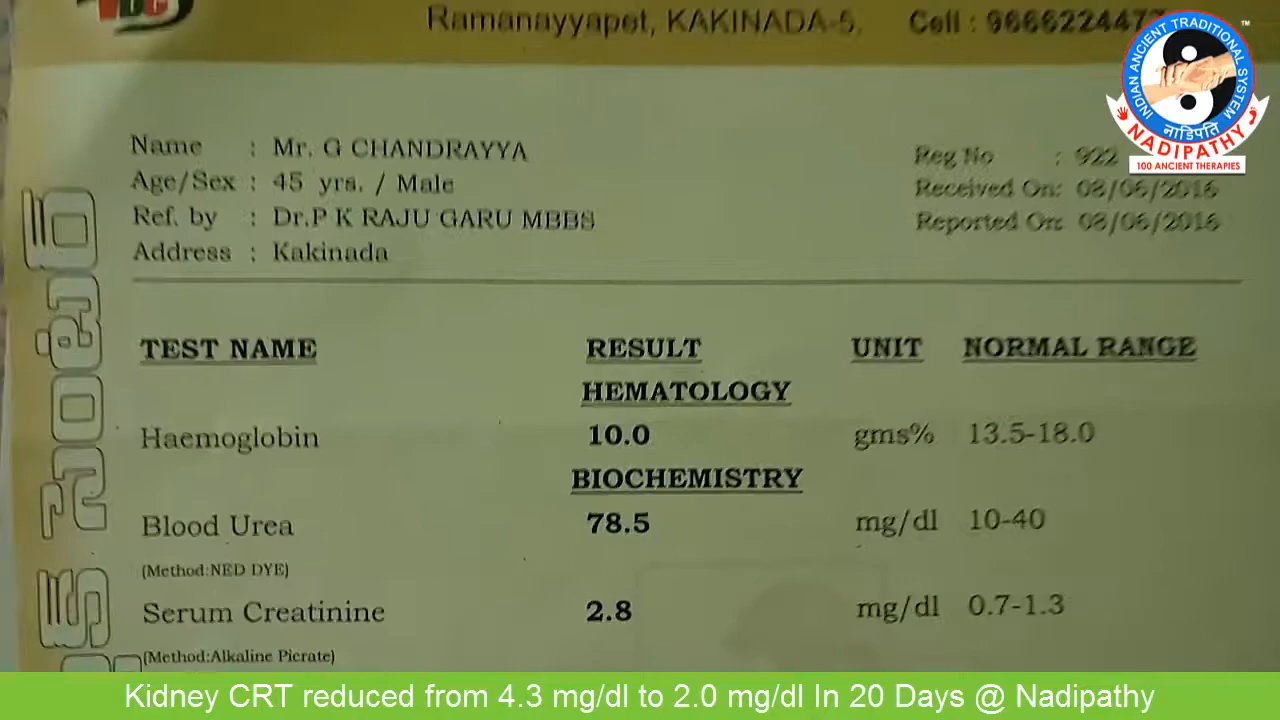 Ramanayyapet, KAKINADA-5, Cell :
INDIAN ANCIENT TRADITIONAL SYSTEM
TM
नाडिपति
NADIPATHY
100 ANCIENT THERAPIES
Name : Mr. G CHANDRAYYA
Reg No : 922
Age/Sex : 45 yrs. / Male
Received On: 08/06/2016
Ref. by : Dr.P K RAJU GARU MBBS
Reported On: 08/06/2016
Address : Kakinada
TEST NAME RESULT UNIT NORMAL RANGE
HEMATOLOGY
Haemoglobin 10.0 gms% 13.5-18.0
BIOCHEMISTRY
Blood Urea 78.5 mg/dl 10-40
(Method:NED DYE)
Serum Creatinine 2.8 mg/dl 0.7-1.3
(Method:Alkaline Picrate)
Kidney CRT reduced from 4.3 mg/dl to 2.0 mg/dl In 20 Days @ Nadipathy